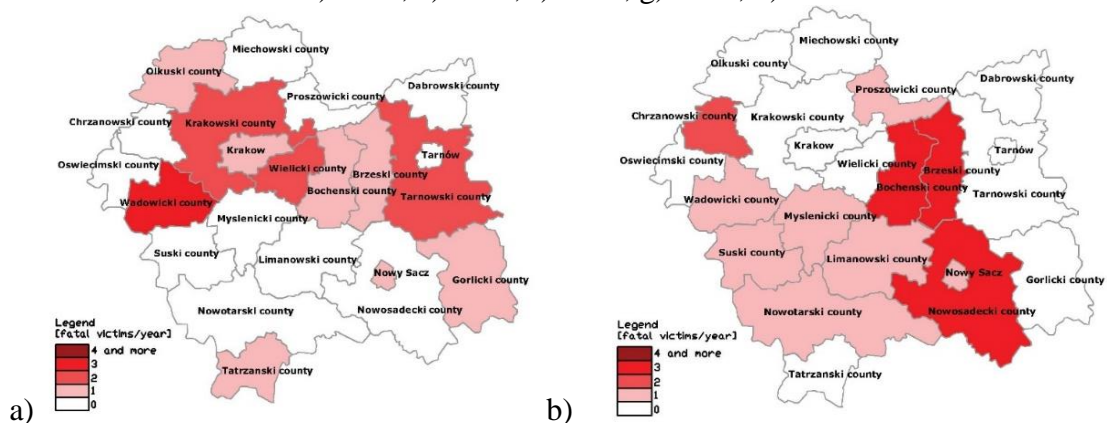 Miechowski county
Olkuski county
Dabrowski county
Proszowicki county
Chrzanowski county
Krakowski county
Krakow
Tarnów
Oswiecimski county
Wielicki county
Brzeski county
Bochenski county
Tarnowski county
Wadowicki county
Myslenicki county
Suski county
Limanowski county
Nowy Sacz
Gorlicki county
Nowotarski county
Nowosadecki county
Tatrzanski county
Legend
[fatal victims/year]
4 and more
3
2
1
0
a)
Miechowski county
Olkuski county
Dabrowski county
Proszowicki county
Chrzanowski county
Krakowski county
Krakow
Tarnów
Oswiecimski county
Wielicki county
Brzeski county
Bochenski county
Tarnowski county
Wadowicki county
Myslenicki county
Suski county
Limanowski county
Nowy Sacz
Gorlicki county
Nowotarski county
Nowosadecki county
Tatrzanski county
Legend
[fatal victims/year]
4 and more
3
2
1
0
b)